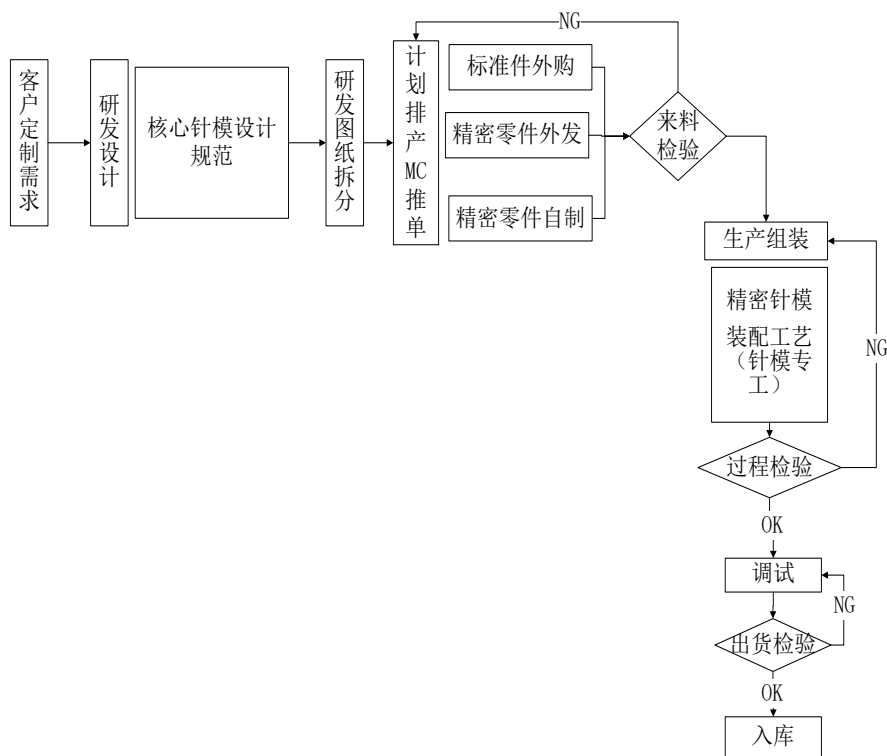 NG
客户定制需求
研发设计
核心针模设计
规范
研发图纸拆分
计划排产MC推单
标准件外购
精密零件外发
精密零件自制
来料
检验
生产组装
精密针模
装配工艺
（针模专
工）
NG
过程检验
OK
调试
NG
出货检验
OK
入库